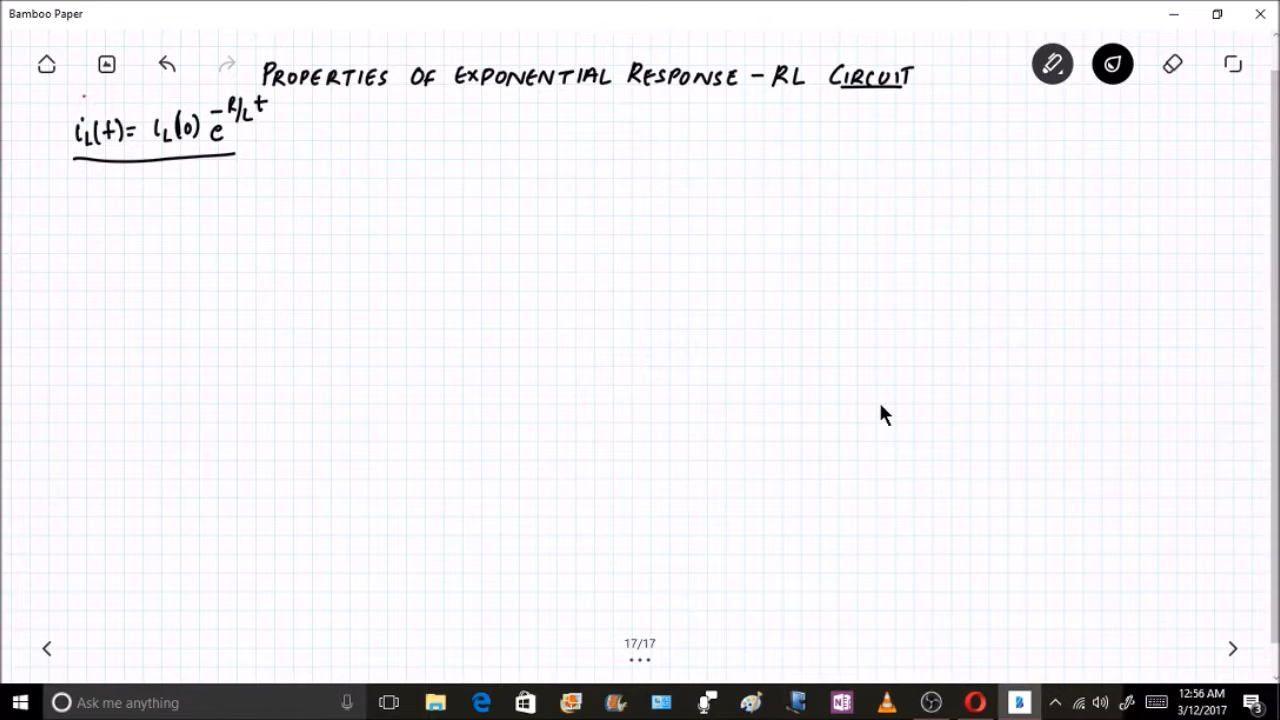 Bamboo Paper
PROPERTIES OF EXPONENTIAL RESPONSE - RL CIRCUIT
iL(t)= iL(0) e^-R/L t
17/17
Ask me anything
12:56 AM
3/12/2017